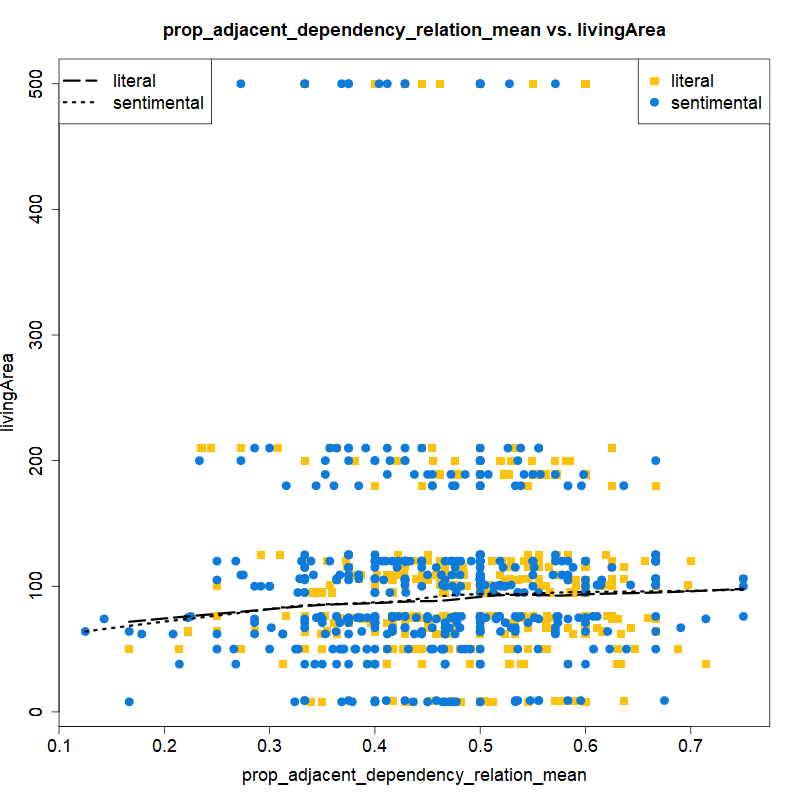 prop_adjacent_dependency_relation_mean vs. livingArea
literal
sentimental
literal
sentimental
livingArea
500
400
300
200
100
0
0.1 0.2 0.3 0.4 0.5 0.6 0.7
prop_adjacent_dependency_relation_mean